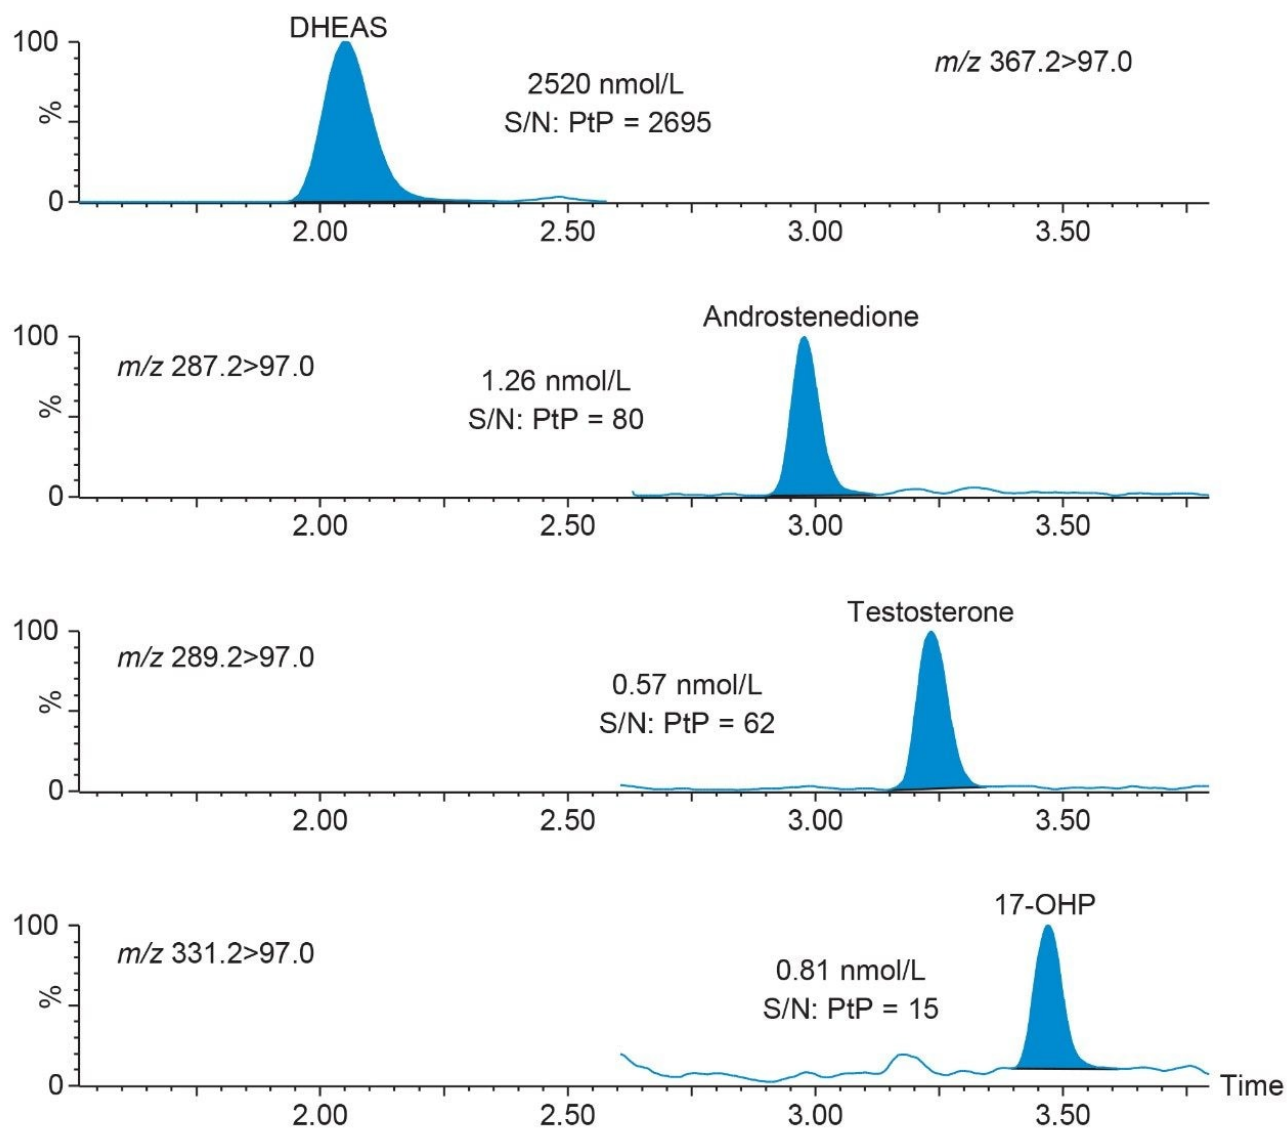 DHEAS
100
%
0
2520 nmol/L
S/N: PtP = 2695
m/z 367.2>97.0
2.00 2.50 3.00 3.50
Androstenedione
100
%
0
m/z 287.2>97.0
1.26 nmol/L
S/N: PtP = 80
2.00 2.50 3.00 3.50
Testosterone
100
%
0
m/z 289.2>97.0
0.57 nmol/L
S/N: PtP = 62
2.00 2.50 3.00 3.50
17-OHP
100
%
0
m/z 331.2>97.0
0.81 nmol/L
S/N: PtP = 15
Time
2.00 2.50 3.00 3.50